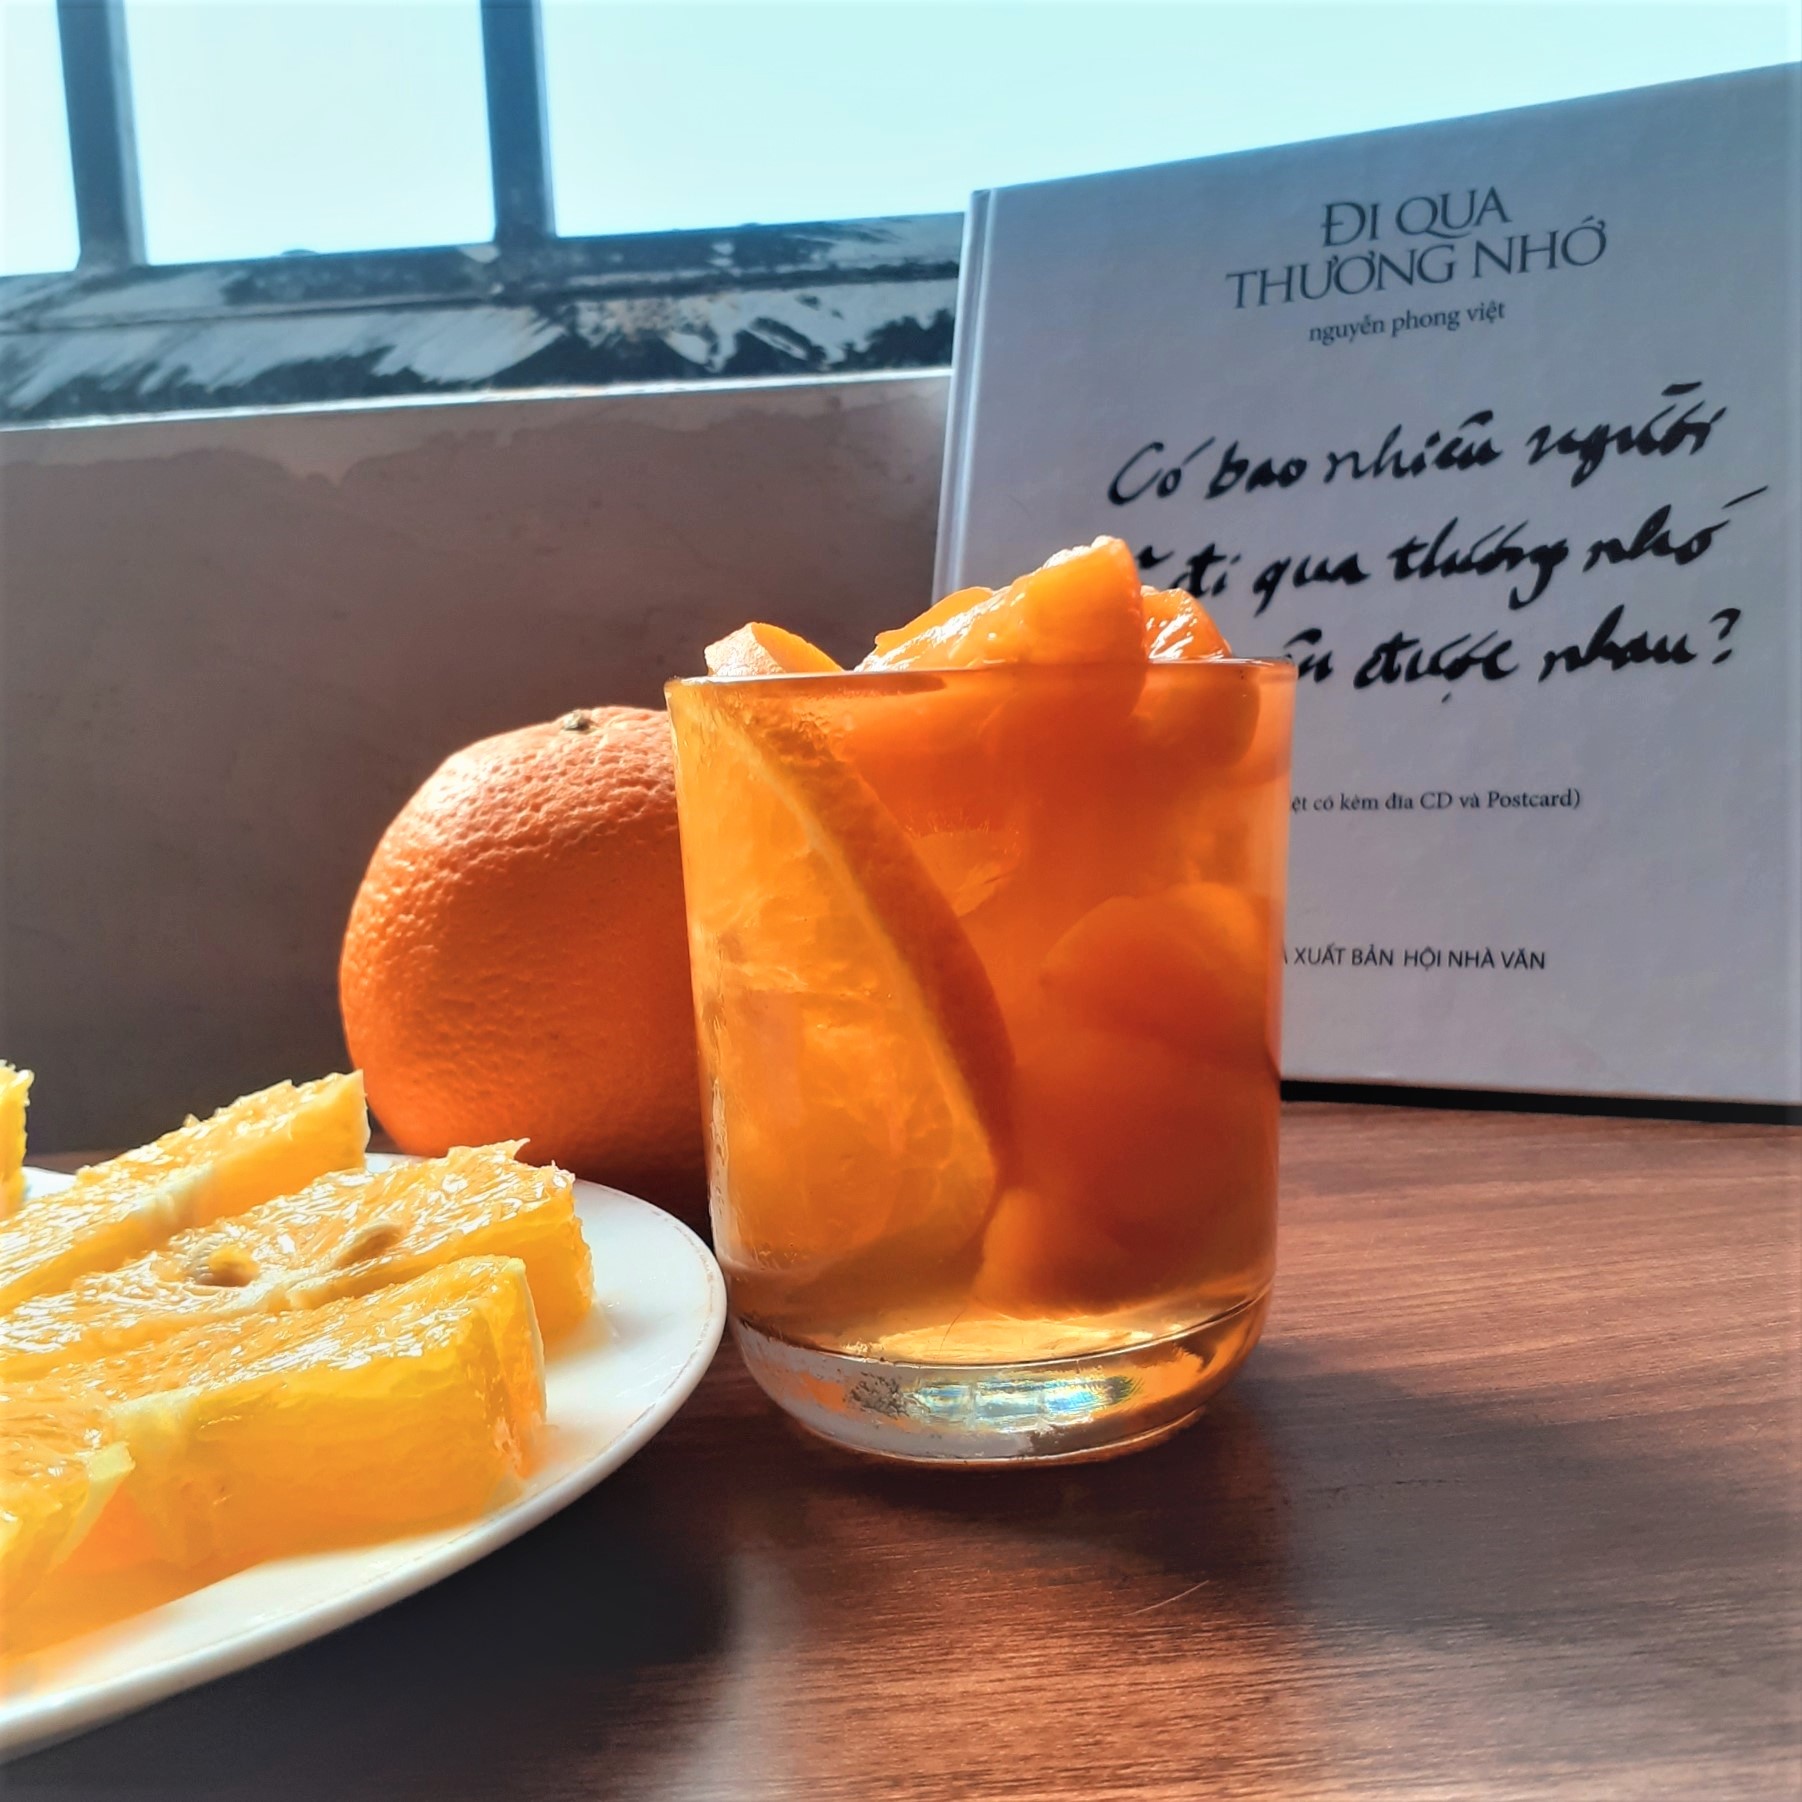 ĐI QUA
THƯƠNG NHỚ
nguyễn phong việt
Có bao nhiêu người
đi qua thương nhớ
được nhau?
có kèm đĩa CD và Postcard)
XUẤT BẢN HỘI NHÀ VĂN